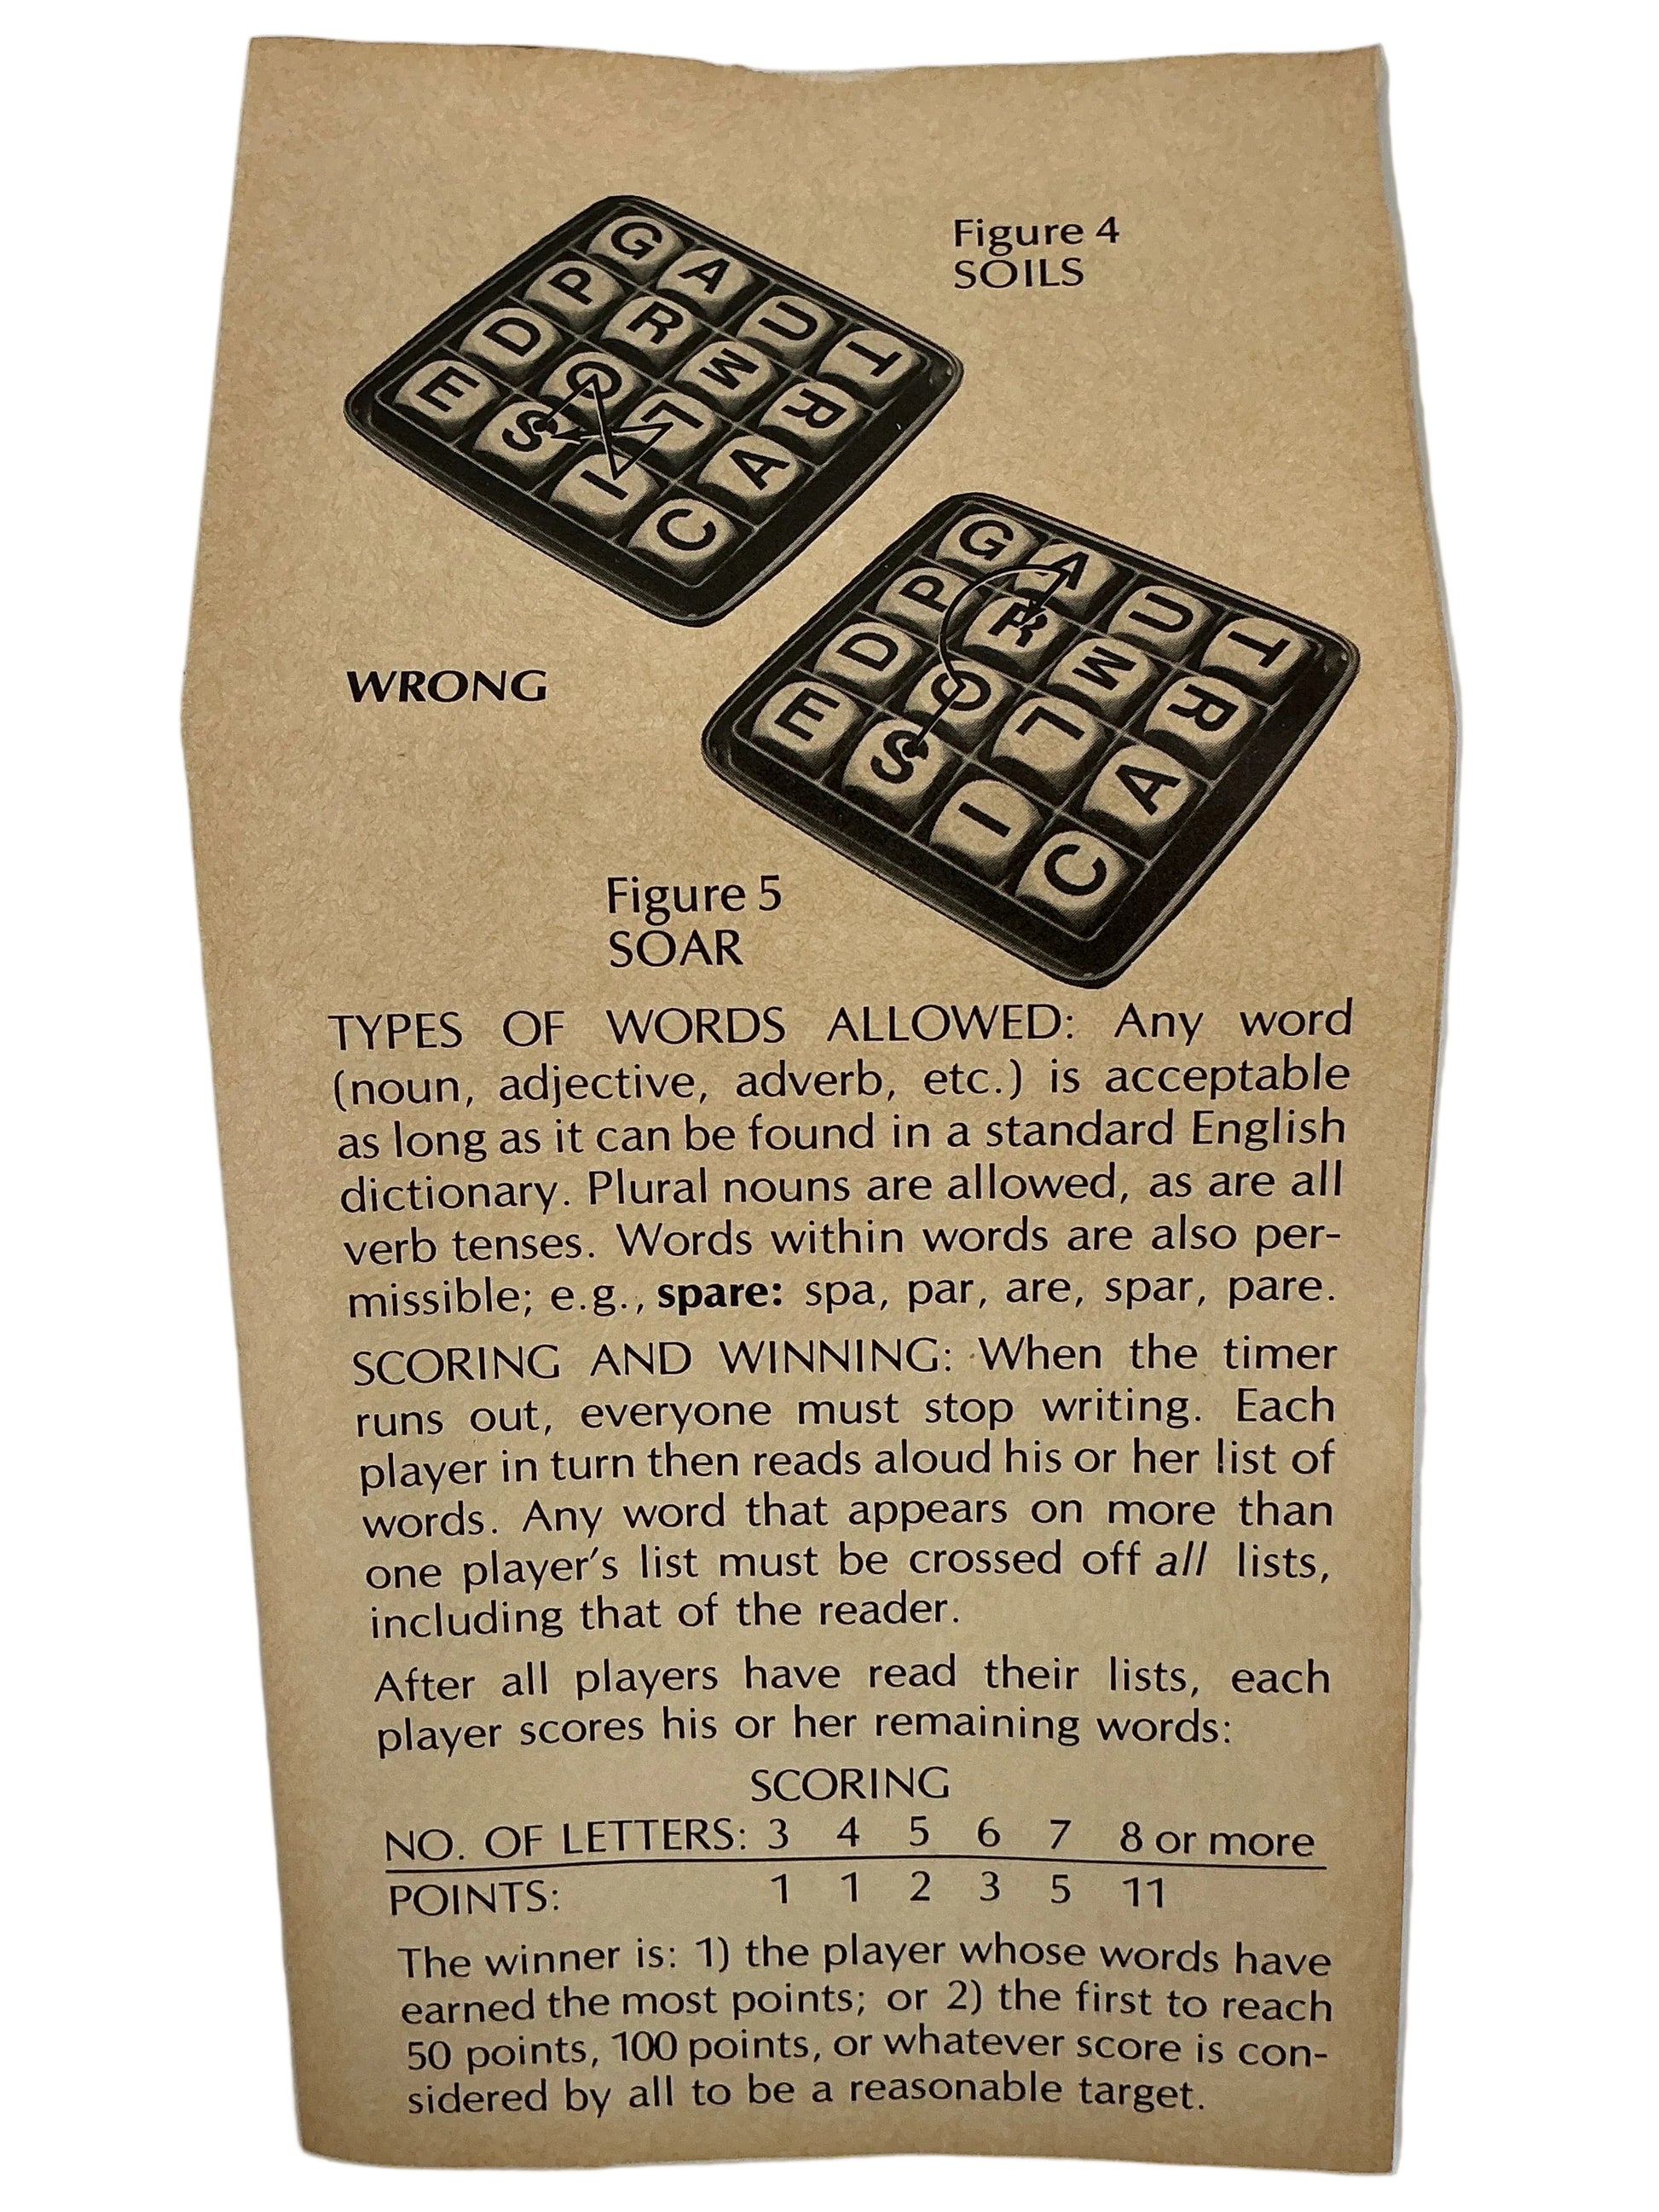 Figure 4
SOILS
G A U T
P R M R
D O L A
E S I C
WRONG
G A U T
P R M R
D O L A
E S I C
Figure 5
SOAR
TYPES OF WORDS ALLOWED: Any word
(noun, adjective, adverb, etc.) is acceptable
as long as it can be found in a standard English
dictionary. Plural nouns are allowed, as are all
verb tenses. Words within words are also per-
missible; e.g., spare: spa, par, are, spar, pare.
SCORING AND WINNING: When the timer
runs out, everyone must stop writing. Each
player in turn then reads aloud his or her list of
words. Any word that appears on more than
one player's list must be crossed off all lists,
including that of the reader.
After all players have read their lists, each
player scores his or her remaining words:
SCORING
NO. OF LETTERS: 3 4 5 6 7 8 or more
POINTS: 1 1 2 3 5 11
The winner is: 1) the player whose words have
earned the most points; or 2) the first to reach
50 points, 100 points, or whatever score is con-
sidered by all to be a reasonable target.